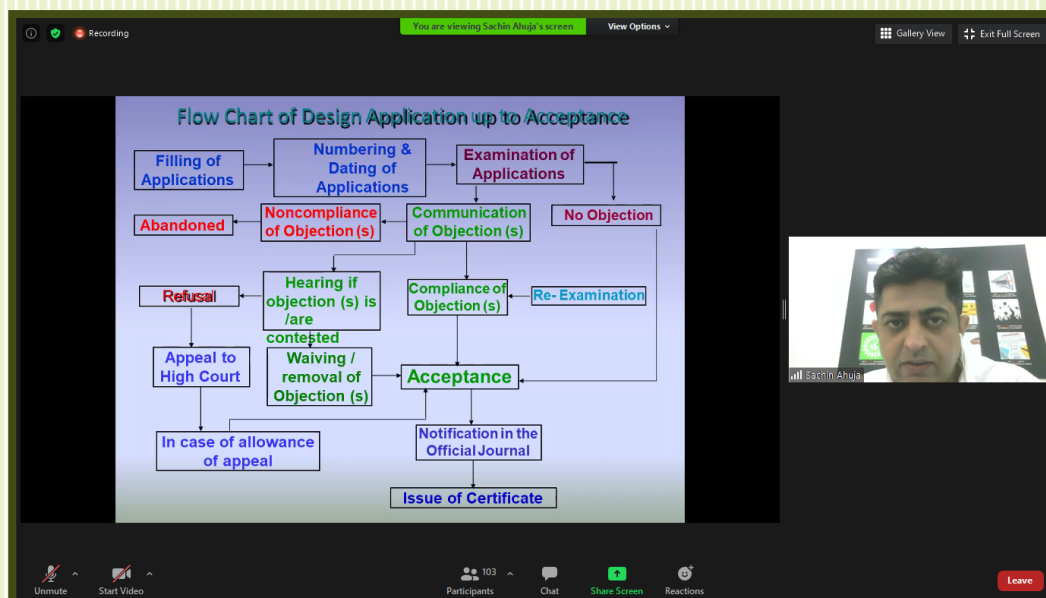 Recording
You are viewing Sachin Ahuja's screen
View Options
Gallery View
Exit Full Screen
Flow Chart of Design Application up to Acceptance
Filling of
Applications
Numbering &
Dating of
Applications
Examination of
Applications
Abandoned
Noncompliance
of Objection (s)
Communication
of Objection (s)
No Objection
Refusal
Hearing if
objection (s) is
/are
contested
Compliance of
Objection (s)
Re- Examination
Appeal to
High Court
Waiving /
removal of
Objection (s)
Acceptance
In case of allowance
of appeal
Notification in the
Official Journal
Issue of Certificate
Sachin Ahuja
Unmute
Start Video
103
Participants
Chat
Share Screen
Reactions
Leave